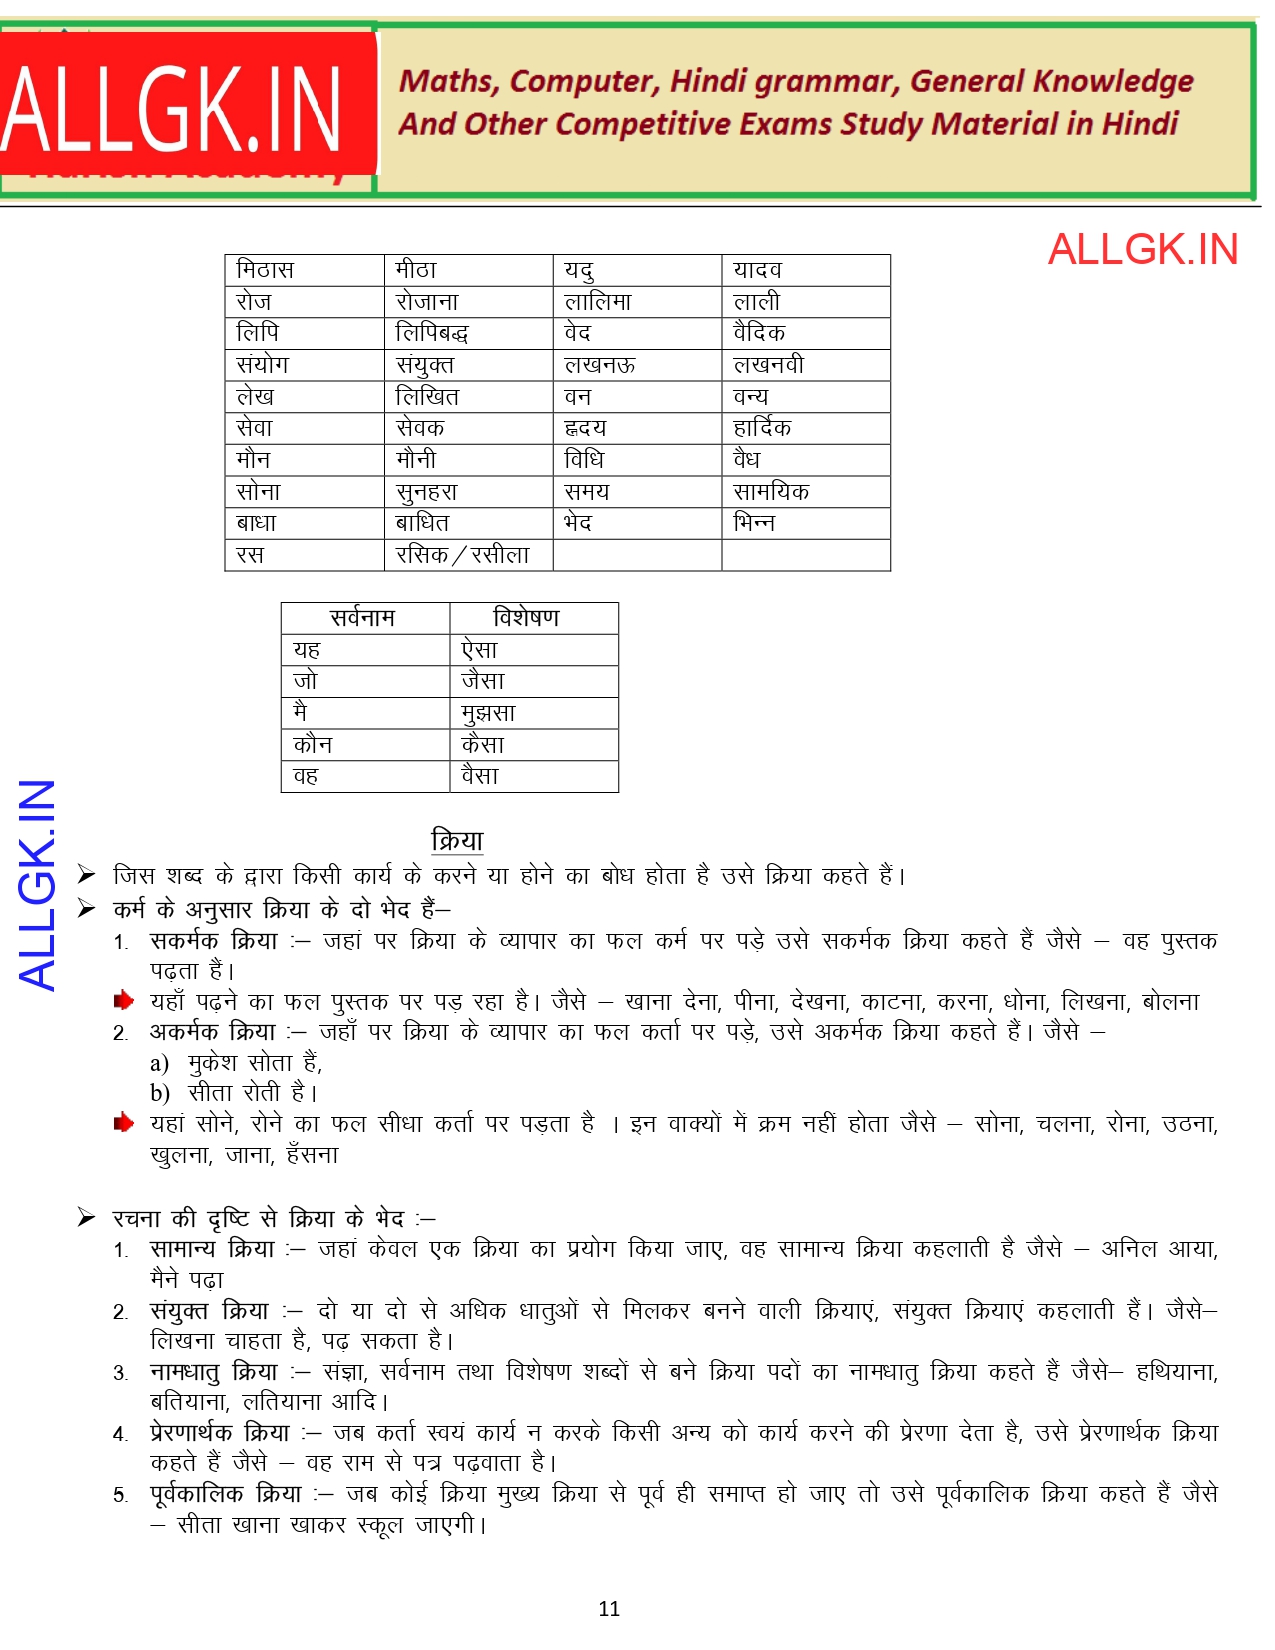 ALLGK.IN
Maths, Computer, Hindi grammar, General Knowledge
And Other Competitive Exams Study Material in Hindi
ALLGK.IN
मिठास मीठा यदु यादव
रोज रोजाना लालिमा लाली
लिपि लिपिबद्ध वेद वैदिक
संयोग संयुक्त लखनऊ लखनवी
लेख लिखित वन वन्य
सेवा सेवक हृदय हार्दिक
मौन मौनी विधि वैध
सोना सुनहरा समय सामयिक
बाधा बाधित भेद भिन्न
रस रसिक/रसीला
सर्वनाम विशेषण
यह ऐसा
जो जैसा
मै मुझसा
कौन कैसा
वह वैसा
ALLGK.IN
क्रिया
➢ जिस शब्द के द्वारा किसी कार्य के करने या होने का बोध होता है उसे क्रिया कहते हैं।
➢ कर्म के अनुसार क्रिया के दो भेद हैं–
1. सकर्मक क्रिया :– जहां पर क्रिया के व्यापार का फल कर्म पर पड़े उसे सकर्मक क्रिया कहते हैं जैसे – वह पुस्तक
पढ़ता हैं।
यहाँ पढ़ने का फल पुस्तक पर पड़ रहा है। जैसे – खाना देना, पीना, देखना, काटना, करना, धोना, लिखना, बोलना
2. अकर्मक क्रिया :– जहाँ पर क्रिया के व्यापार का फल कर्ता पर पड़े, उसे अकर्मक क्रिया कहते हैं। जैसे –
a) मुकेश सोता हैं,
b) सीता रोती है।
यहां सोने, रोने का फल सीधा कर्ता पर पड़ता है । इन वाक्यों में क्रम नहीं होता जैसे – सोना, चलना, रोना, उठना,
खुलना, जाना, हँसना
➢ रचना की दृष्टि से क्रिया के भेद :–
1. सामान्य क्रिया :– जहां केवल एक क्रिया का प्रयोग किया जाए, वह सामान्य क्रिया कहलाती है जैसे – अनिल आया,
मैने पढ़ा
2. संयुक्त क्रिया :– दो या दो से अधिक धातुओं से मिलकर बनने वाली क्रियाएं, संयुक्त क्रियाएं कहलाती हैं। जैसे–
लिखना चाहता है, पढ़ सकता है।
3. नामधातु क्रिया :– संज्ञा, सर्वनाम तथा विशेषण शब्दों से बने क्रिया पदों का नामधातु क्रिया कहते हैं जैसे– हथियाना,
बतियाना, लतियाना आदि।
4. प्रेरणार्थक क्रिया :– जब कर्ता स्वयं कार्य न करके किसी अन्य को कार्य करने की प्रेरणा देता है, उसे प्रेरणार्थक क्रिया
कहते हैं जैसे – वह राम से पत्र पढ़वाता है।
5. पूर्वकालिक क्रिया :– जब कोई क्रिया मुख्य क्रिया से पूर्व ही समाप्त हो जाए तो उसे पूर्वकालिक क्रिया कहते हैं जैसे
– सीता खाना खाकर स्कूल जाएगी।
11